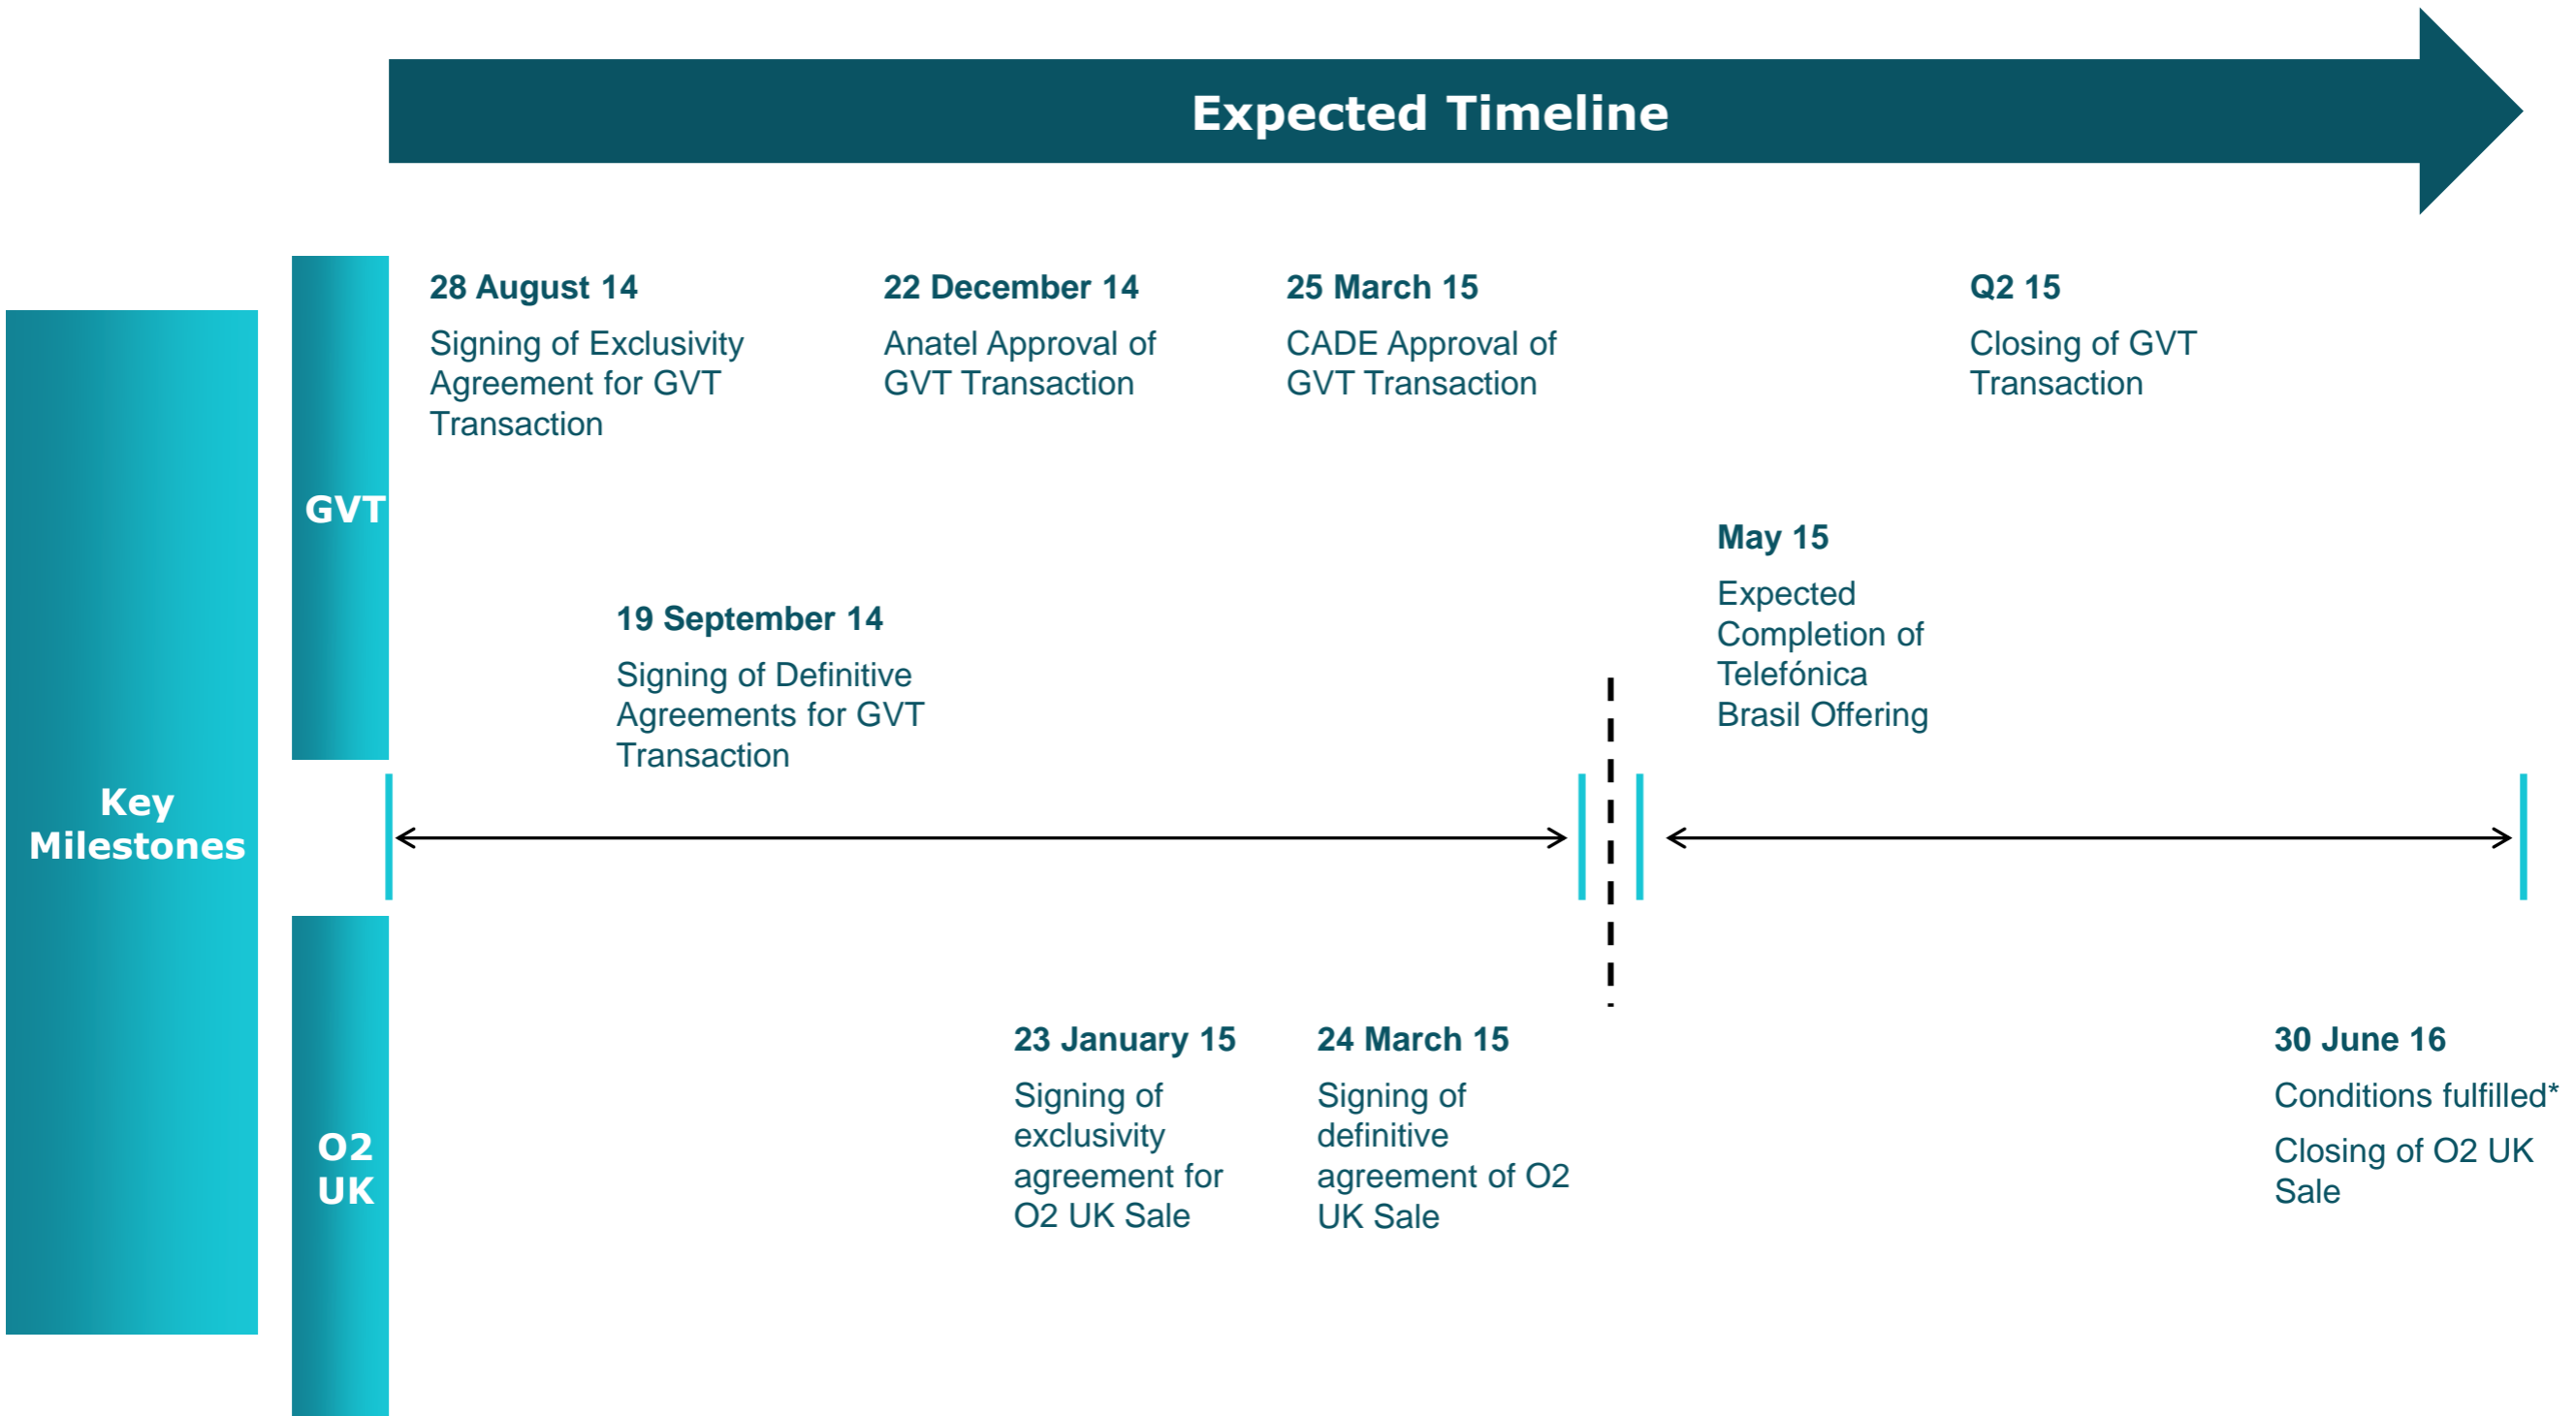 Expected Timeline
Key
Milestones
GVT
28 August 14
Signing of Exclusivity
Agreement for GVT
Transaction
22 December 14
Anatel Approval of
GVT Transaction
25 March 15
CADE Approval of
GVT Transaction
Q2 15
Closing of GVT
Transaction
19 September 14
Signing of Definitive
Agreements for GVT
Transaction
May 15
Expected
Completion of
Telefónica
Brasil Offering
O2
UK
23 January 15
Signing of
exclusivity
agreement for
O2 UK Sale
24 March 15
Signing of
definitive
agreement of O2
UK Sale
30 June 16
Conditions fulfilled*
Closing of O2 UK
Sale